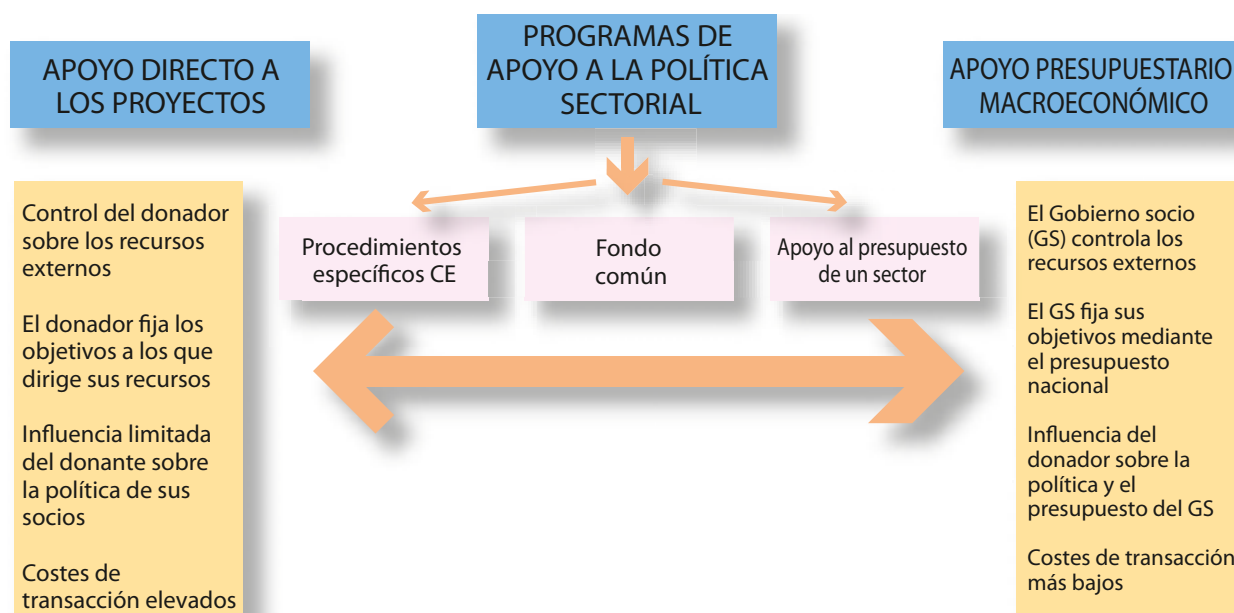 APOYO DIRECTO A
LOS PROYECTOS
PROGRAMAS DE
APOYO A LA POLÍTICA
SECTORIAL
APOYO PRESUPUESTARIO
MACROECONÓMICO
Control del donador
sobre los recursos
externos
El donador fija los
objetivos a los que
dirige sus recursos
Influencia limitada
del donante sobre
la política de sus
socios
Costes de
transacción elevados
Procedimientos
específicos CE
Fondo
común
Apoyo al presupuesto
de un sector
El Gobierno socio
(GS) controla los
recursos externos
El GS fija sus
objetivos mediante
el presupuesto
nacional
Influencia del
donador sobre la
política y el
presupuesto del GS
Costes de transacción
más bajos